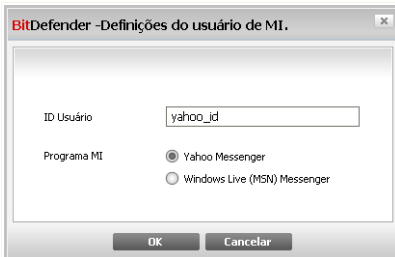 BitDefender -Definições do usuário de MI.
ID Usuário
yahoo_id
Programa MI
Yahoo Messenger
Windows Live (MSN) Messenger
OK Cancelar